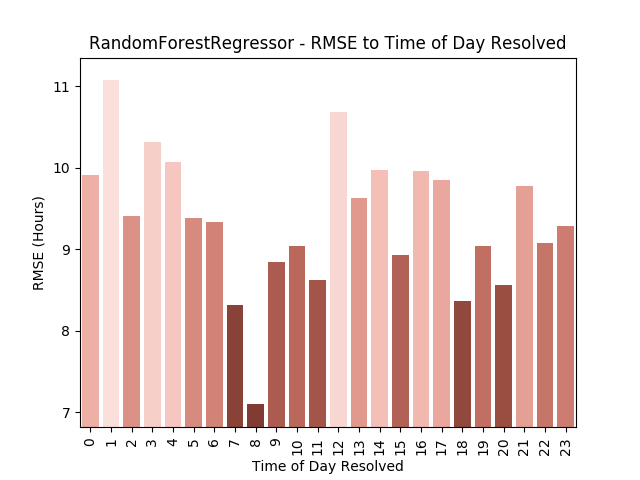 RandomForestRegressor - RMSE to Time of Day Resolved
RMSE (Hours)
11
10
9
8
7
0 1 2 3 4 5 6 7 8 9 10 11 12 13 14 15 16 17 18 19 20 21 22 23
Time of Day Resolved